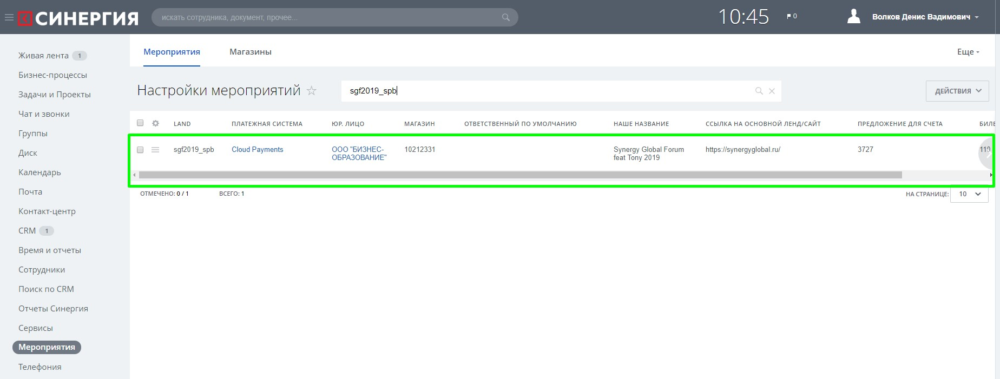 СИНЕРГИЯ
искать сотрудника, документ, прочее...
10:45
0
Волков Денис Вадимович
Живая лента 1
Бизнес-процессы
Задачи и Проекты
Чат и звонки
Группы
Диск
Календарь
Почта
Контакт-центр
CRM 1
Время и отчеты
Сотрудники
Поиск по CRM
Отчеты Синергия
Сервисы
Мероприятия
Телефония
Мероприятия Магазины Еще
Настройки мероприятий
sgf2019_spb
ДЕЙСТВИЯ
LAND ПЛАТЕЖНАЯ СИСТЕМА ЮР. ЛИЦО МАГАЗИН ОТВЕТСТВЕННЫЙ ПО УМОЛЧАНИЮ НАШЕ НАЗВАНИЕ ССЫЛКА НА ОСНОВНОЙ ЛЕНД/САЙТ ПРЕДЛОЖЕНИЕ ДЛЯ СЧЕТА БИЛЕ
sgf2019_spb Cloud Payments ООО "БИЗНЕС- 10212331 Synergy Global Forum https://synergyglobal.ru/ 3727 110
ОБРАЗОВАНИЕ" feat Tony 2019
ОТМЕЧЕНО: 0 / 1 ВСЕГО: 1 НА СТРАНИЦЕ: 10